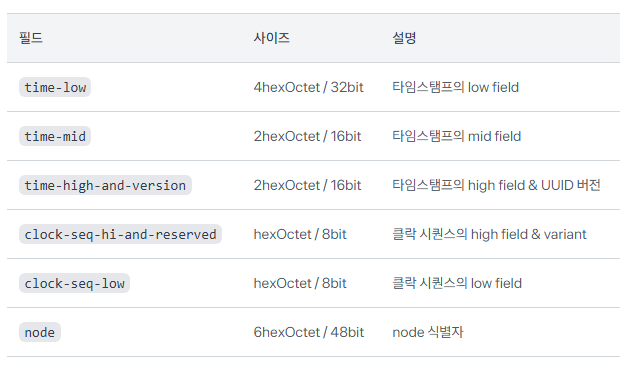 필드 사이즈 설명
time-low 4hexOctet / 32bit 타임스탬프의 low field
time-mid 2hexOctet / 16bit 타임스탬프의 mid field
time-high-and-version 2hexOctet / 16bit 타임스탬프의 high field & UUID 버전
clock-seq-hi-and-reserved hexOctet / 8bit 클락 시퀀스의 high field & variant
clock-seq-low hexOctet / 8bit 클락 시퀀스의 low field
node 6hexOctet / 48bit node 식별자